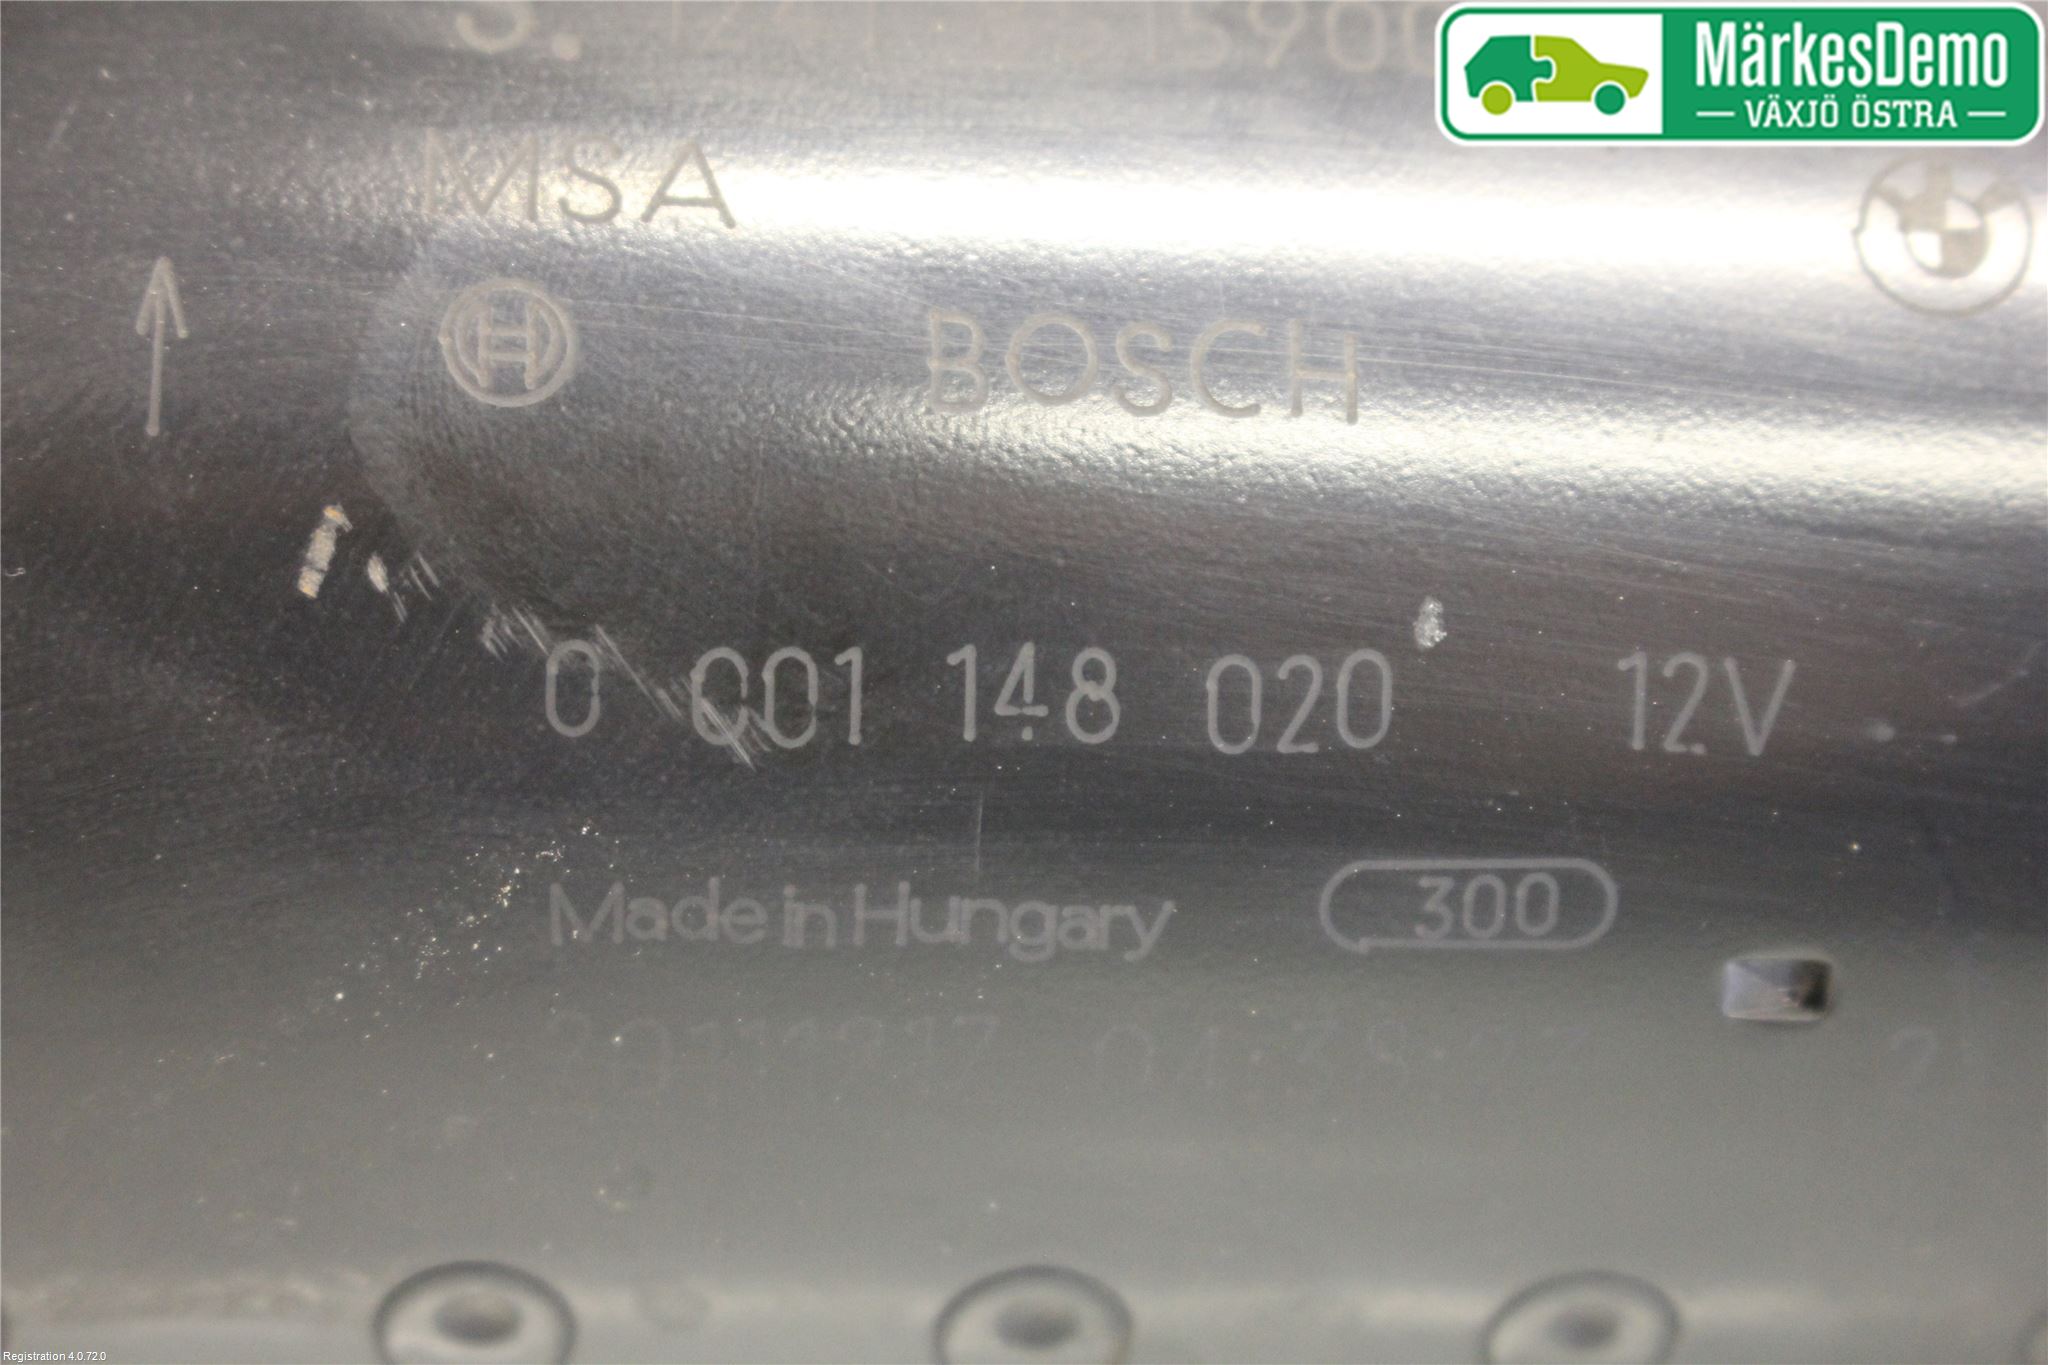 MärkesDemo
VÄXJÖ ÖSTRA
MSA
BOSCH
0 001 148 020 12V
Made in Hungary 300
Registration 4.0.72.0